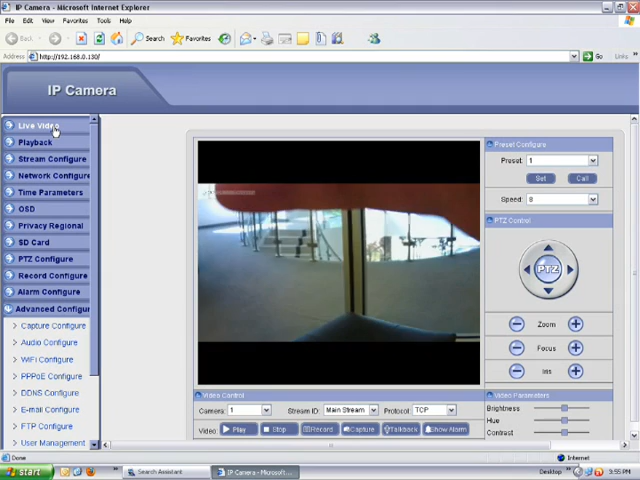 IP Camera - Microsoft Internet Explorer
File Edit View Favorites Tools Help
Back Search Favorites
Address http://192.168.0.130/ Go Links »
IP Camera
Live Video
Playback
Stream Configure
Network Configure
Time Parameters
OSD
Privacy Regional
SD Card
PTZ Configure
Record Configure
Alarm Configure
Advanced Configur
> Capture Configure
> Audio Configure
> WIFI Configure
> PPPoE Configure
> DDNS Configure
> E-mail Configure
> FTP Configure
> User Management
Preset Configure
Preset: 1
Set Call
Speed: 8
PTZ Control
PTZ
Zoom
Focus
Iris
Video Control
Camera: 1 Stream ID: Main Stream Protocol: TCP
Video: Play Stop Record Capture Talkback Show Alarm
Video Parameters
Brightness
Hue
Contrast
Done Internet
start » Search Assistant IP Camera - Microsoft... Desktop » 9:55 PM